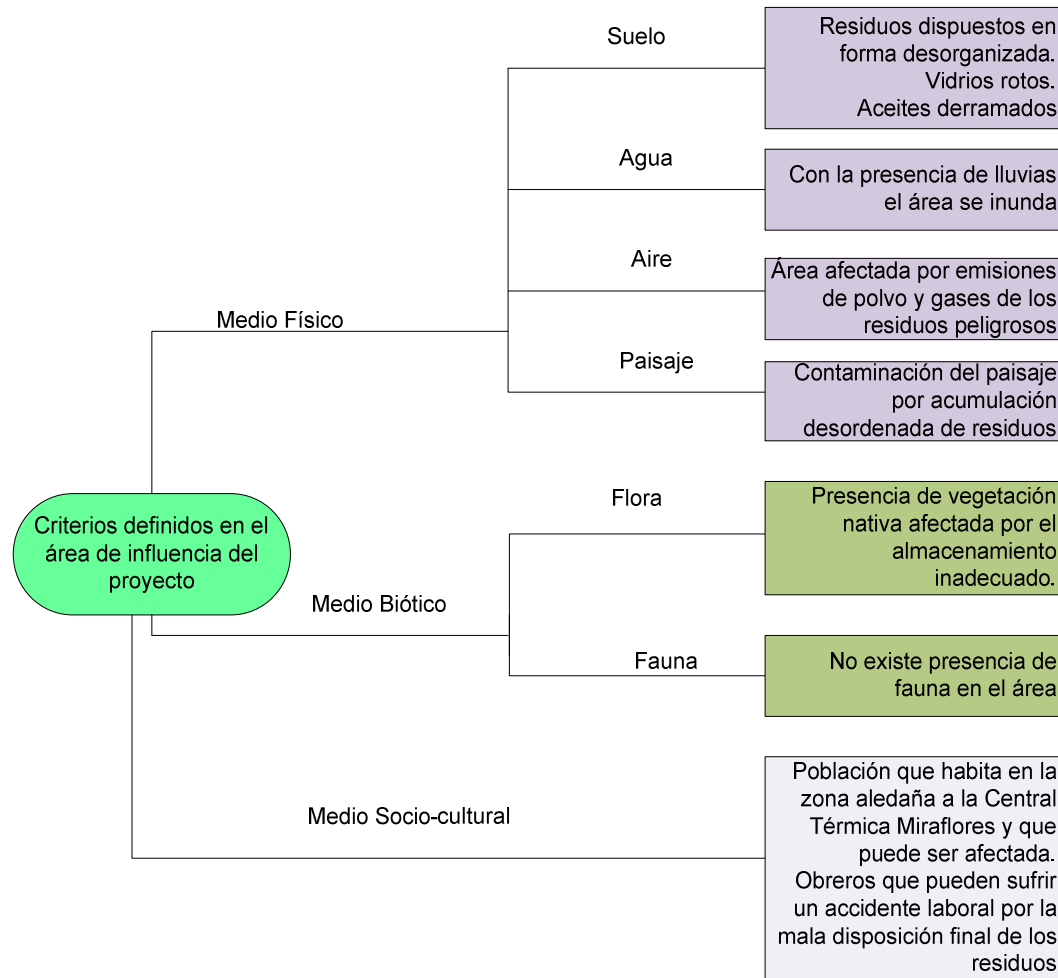 Suelo
Residuos dispuestos en
forma desorganizada.
Vidrios rotos.
Aceites derramados
Agua
Con la presencia de lluvias
el área se inunda
Aire
Área afectada por emisiones
de polvo y gases de los
residuos peligrosos
Medio Físico
Paisaje
Contaminación del paisaje
por acumulación
desordenada de residuos
Flora
Presencia de vegetación
nativa afectada por el
almacenamiento
inadecuado.
Criterios definidos en el
área de influencia del
proyecto
Medio Biótico
Fauna
No existe presencia de
fauna en el área
Medio Socio-cultural
Población que habita en la
zona aledaña a la Central
Térmica Miraflores y que
puede ser afectada.
Obreros que pueden sufrir
un accidente laboral por la
mala disposición final de los
residuos